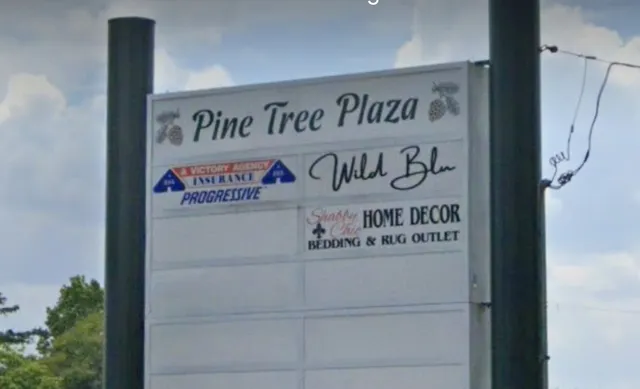 Pine Tree Plaza
A VICTORY AGENCY
INSURANCE
PROGRESSIVE
Wild Blu
Shabby Chic HOME DECOR
BEDDING & RUG OUTLET